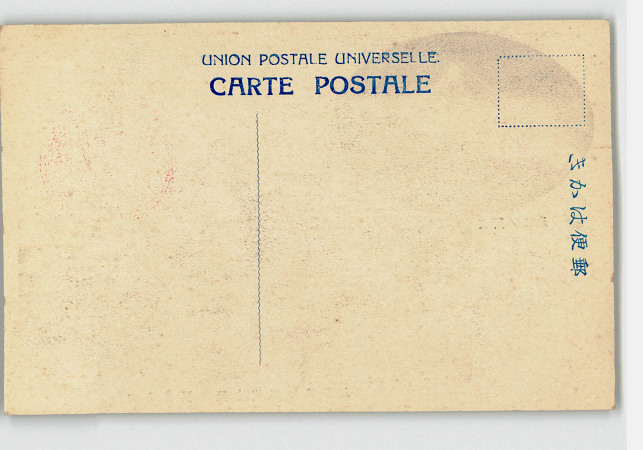 UNION POSTALE UNIVERSELLE.
CARTE POSTALE
郵便はかき